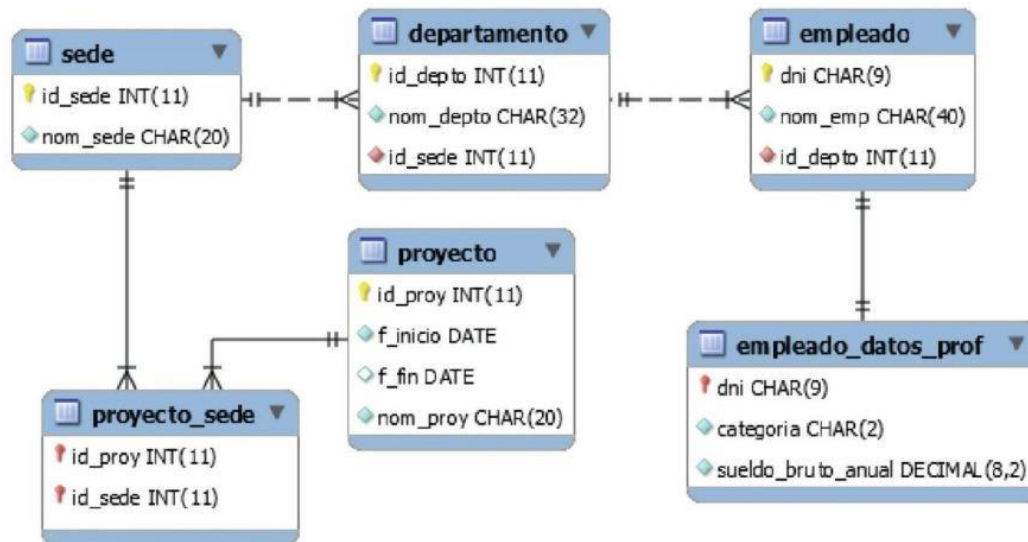 sede
id_sede INT(11)
nom_sede CHAR(20)
departamento
id_depto INT(11)
nom_depto CHAR(32)
id_sede INT(11)
empleado
dni CHAR(9)
nom_emp CHAR(40)
id_depto INT(11)
proyecto
id_proy INT(11)
f_inicio DATE
f_fin DATE
nom_proy CHAR(20)
proyecto_sede
id_proy INT(11)
id_sede INT(11)
empleado_datos_prof
dni CHAR(9)
categoria CHAR(2)
sueldo_bruto_anual DECIMAL(8,2)